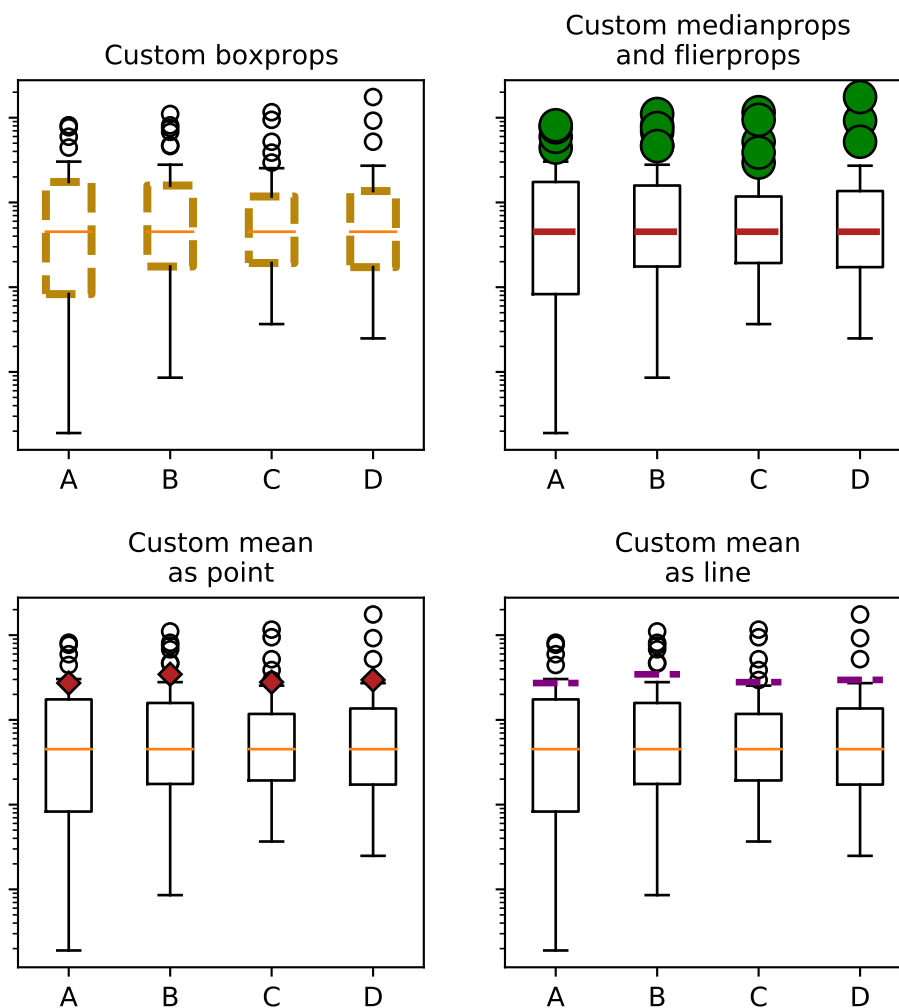 Custom boxprops
Custom medianprops
and flierprops
A B C D
A B C D
Custom mean
as point
Custom mean
as line
A B C D
A B C D